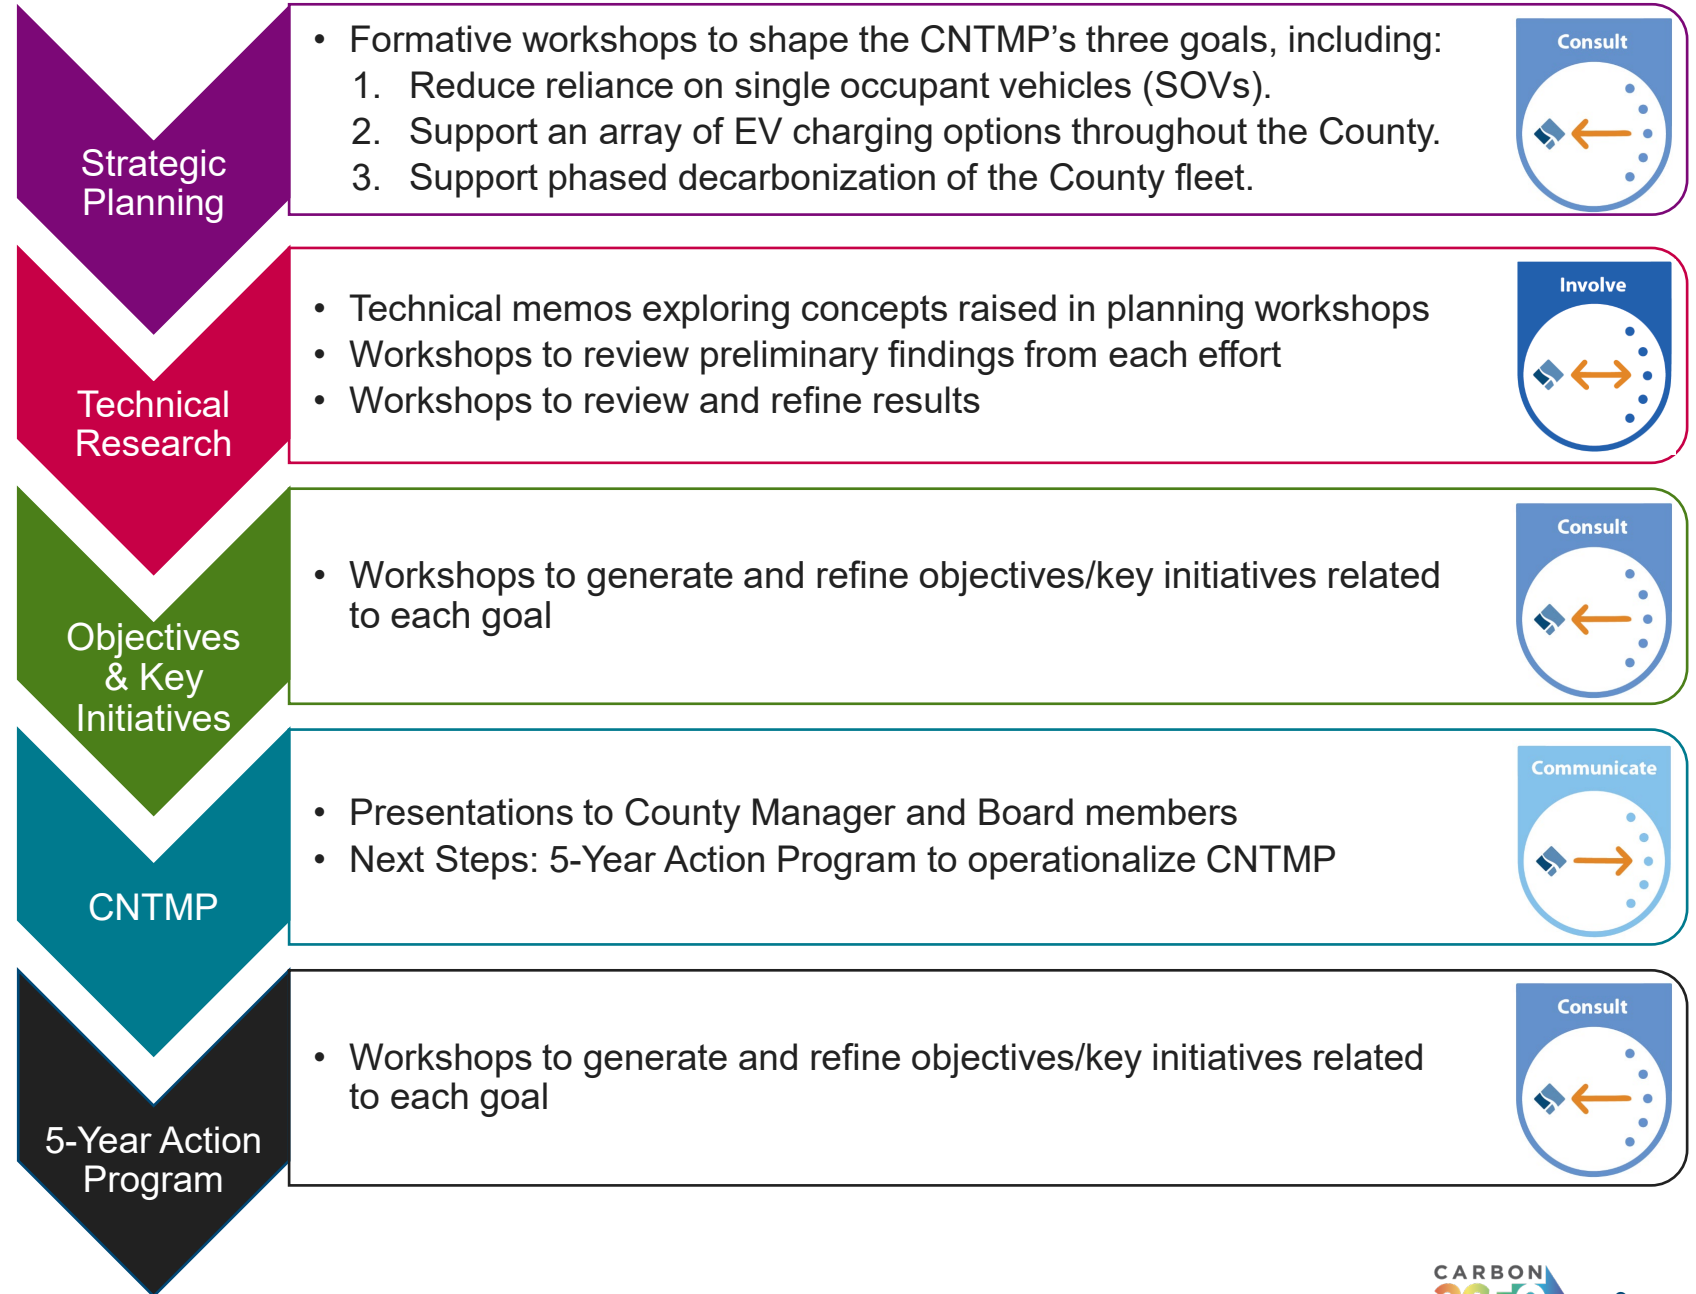 Strategic
Planning
• Formative workshops to shape the CNTMP’s three goals, including:
1. Reduce reliance on single occupant vehicles (SOVs).
2. Support an array of EV charging options throughout the County.
3. Support phased decarbonization of the County fleet.
Consult
Technical
Research
• Technical memos exploring concepts raised in planning workshops
• Workshops to review preliminary findings from each effort
• Workshops to review and refine results
Involve
Objectives
& Key
Initiatives
• Workshops to generate and refine objectives/key initiatives related
to each goal
Consult
CNTMP
• Presentations to County Manager and Board members
• Next Steps: 5-Year Action Program to operationalize CNTMP
Communicate
5-Year Action
Program
• Workshops to generate and refine objectives/key initiatives related
to each goal
Consult
CARBON